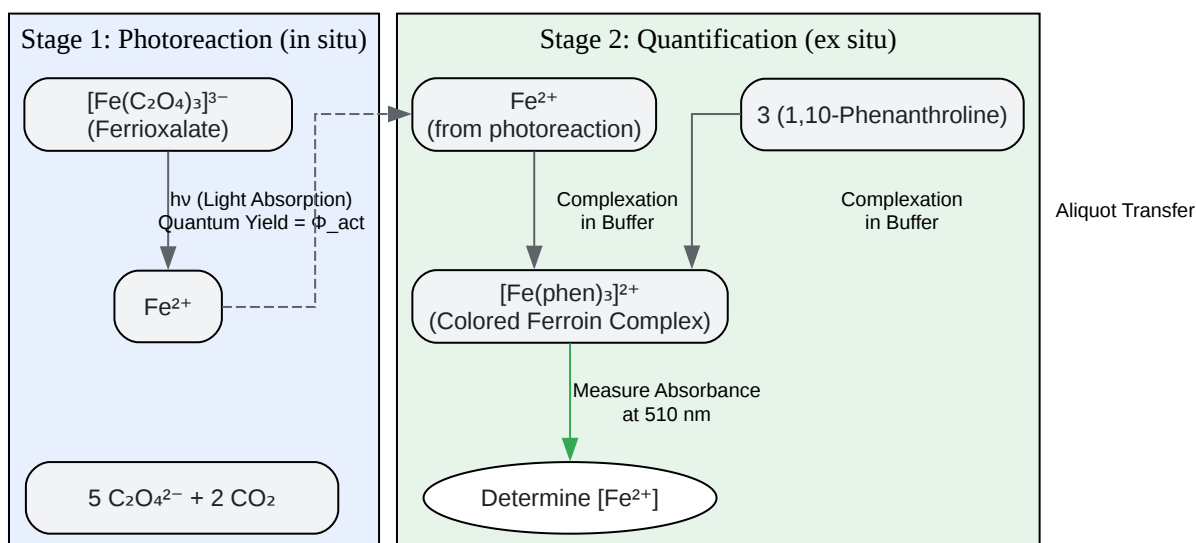 Stage 1: Photoreaction (in situ)
[Fe(C₂O₄)₃]³⁻
(Ferrioxalate)
hν (Light Absorption)
Quantum Yield = Φ_act
Fe²⁺
5 C₂O₄²⁻ + 2 CO₂
Stage 2: Quantification (ex situ)
Fe²⁺
(from photoreaction)
3 (1,10-Phenanthroline)
Complexation
in Buffer
Complexation
in Buffer
[Fe(phen)₃]²⁺
(Colored Ferroin Complex)
Measure Absorbance
at 510 nm
Determine [Fe²⁺]
Aliquot Transfer